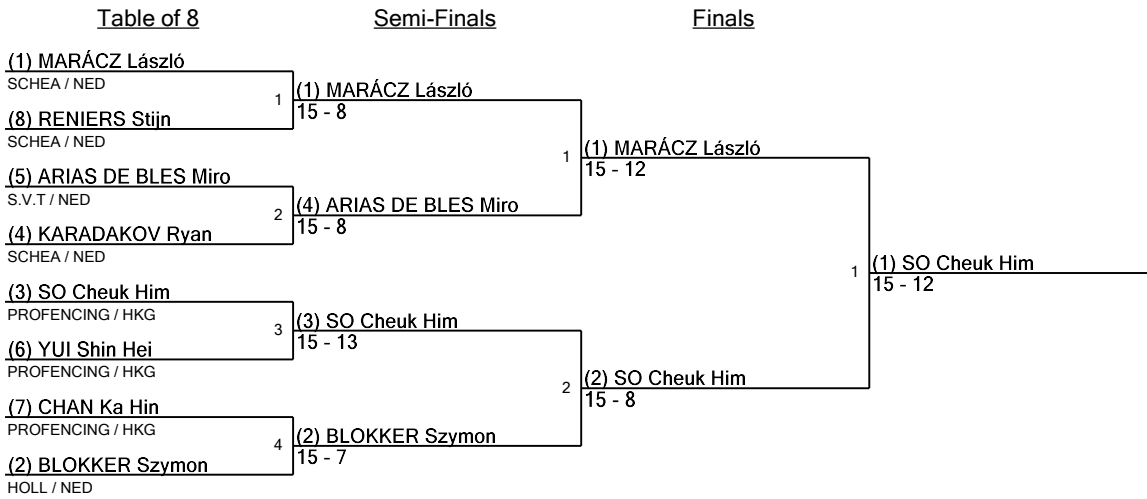 Table of 8
Semi-Finals
Finals
(1) MARÁCZ László
SCHEA / NED
(8) RENIERS Stijn
SCHEA / NED
(5) ARIAS DE BLES Miro
S.V.T / NED
(4) KARADAKOV Ryan
SCHEA / NED
(3) SO Cheuk Him
PROFENCING / HKG
(6) YUI Shin Hei
PROFENCING / HKG
(7) CHAN Ka Hin
PROFENCING / HKG
(2) BLOKKER Szymon
HOLL / NED
1
(1) MARÁCZ László
15 - 8
2
(4) ARIAS DE BLES Miro
15 - 8
3
(3) SO Cheuk Him
15 - 13
4
(2) BLOKKER Szymon
15 - 7
1
(1) MARÁCZ László
15 - 12
2
(2) SO Cheuk Him
15 - 8
1
(1) SO Cheuk Him
15 - 12